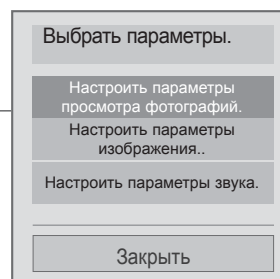 Выбрать параметры.
Настроить параметры
просмотра фотографий.
Настроить параметры
изображения..
Настроить параметры звука.
Закрыть